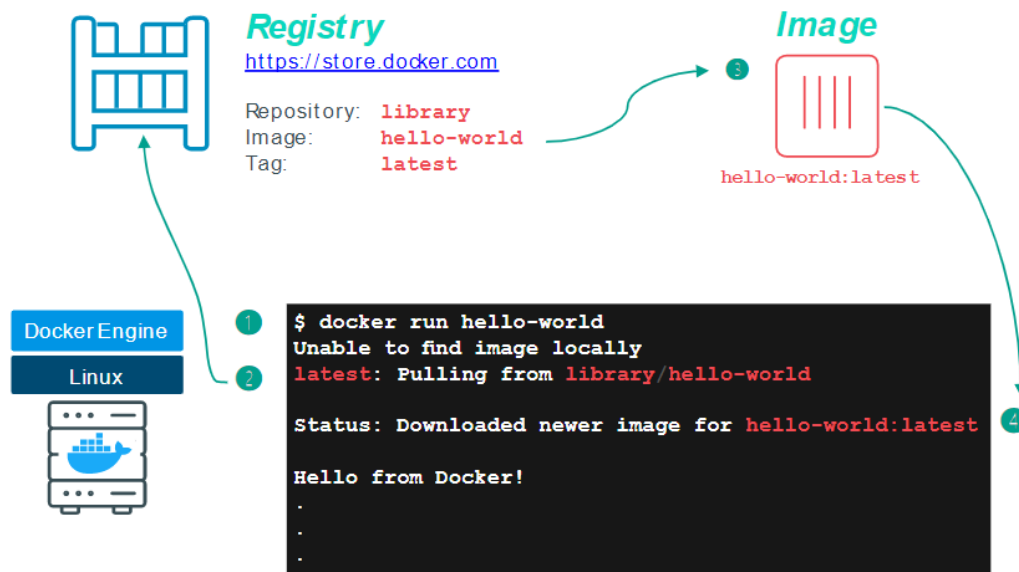 Registry
https://store.docker.com
Repository: library
Image: hello-world
Tag: latest
Image
3
hello-world:latest
Docker Engine
Linux
1
2
$ docker run hello-world
Unable to find image locally
latest: Pulling from library/hello-world
Status: Downloaded newer image for hello-world:latest
4
Hello from Docker!
.
.
.